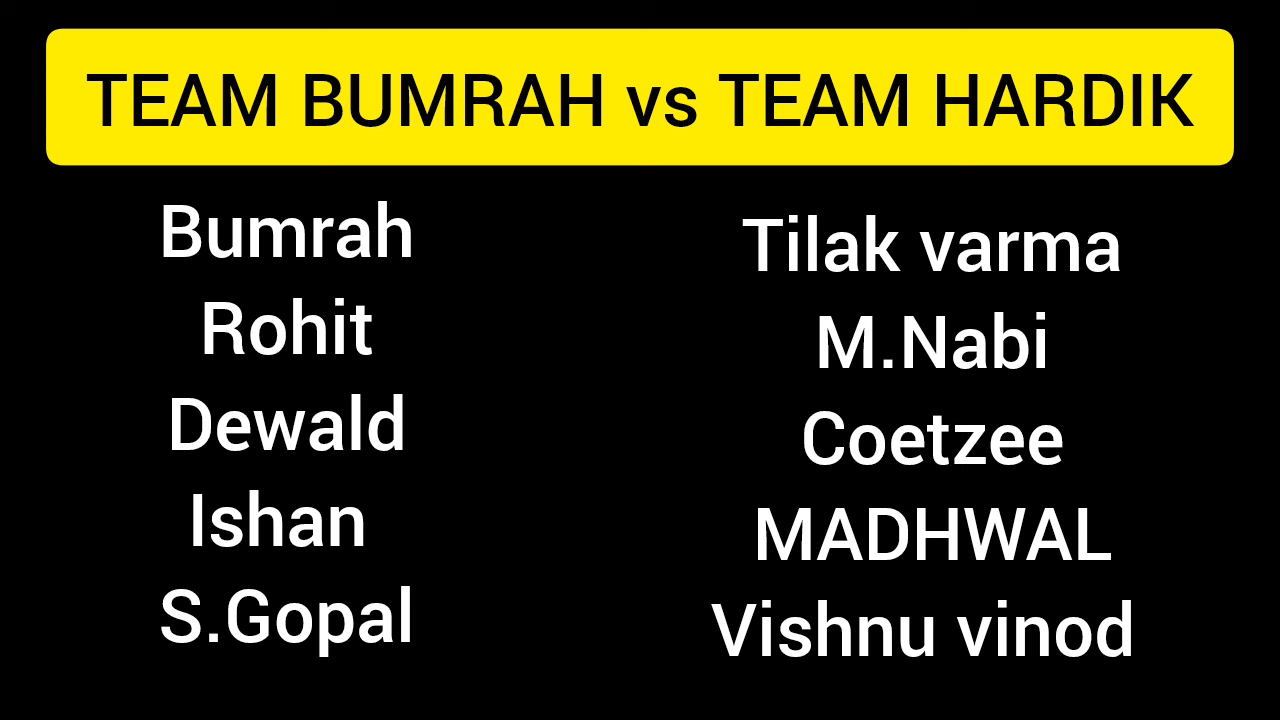 TEAM BUMRAH vs TEAM HARDIK
Bumrah
Rohit
Dewald
Ishan
S.Gopal
Tilak varma
M.Nabi
Coetzee
MADHWAL
Vishnu vinod